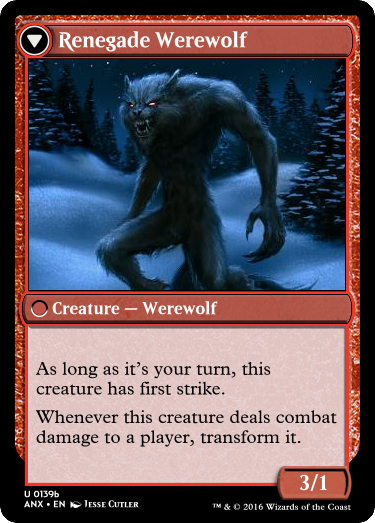 Renegade Werewolf
Creature — Werewolf
As long as it's your turn, this
creature has first strike.
Whenever this creature deals combat
damage to a player, transform it.
3/1
U 0139b
ANX • EN Jesse Cutler
™ & © 2016 Wizards of the Coast